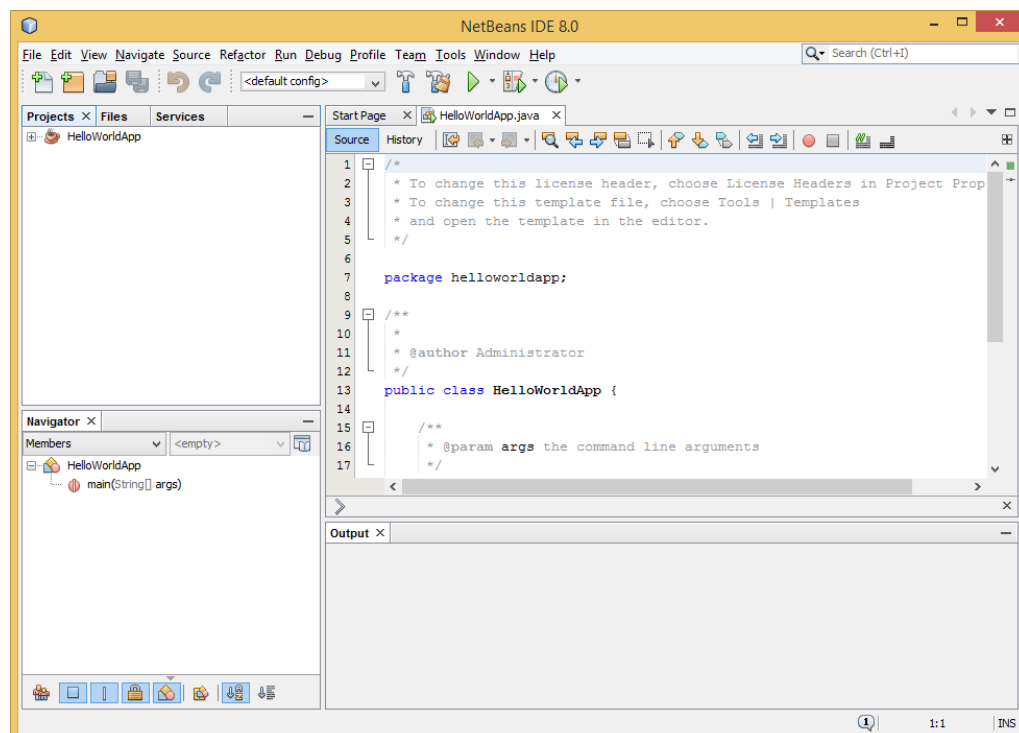 NetBeans IDE 8.0
File Edit View Navigate Source Refactor Run Debug Profile Team Tools Window Help
Search (Ctrl+I)
<default config>
Projects Files Services
HelloWorldApp
Navigator
Members <empty>
HelloWorldApp
main(String[] args)
Start Page HelloWorldApp.java
Source History
1 /*
2 * To change this license header, choose License Headers in Project Prop
3 * To change this template file, choose Tools | Templates
4 * and open the template in the editor.
5 */
6
7 package helloworldapp;
8
9 /**
10 *
11 * @author Administrator
12 */
13 public class HelloWorldApp {
14
15 /**
16 * @param args the command line arguments
17 */
Output
1 1:1 INS